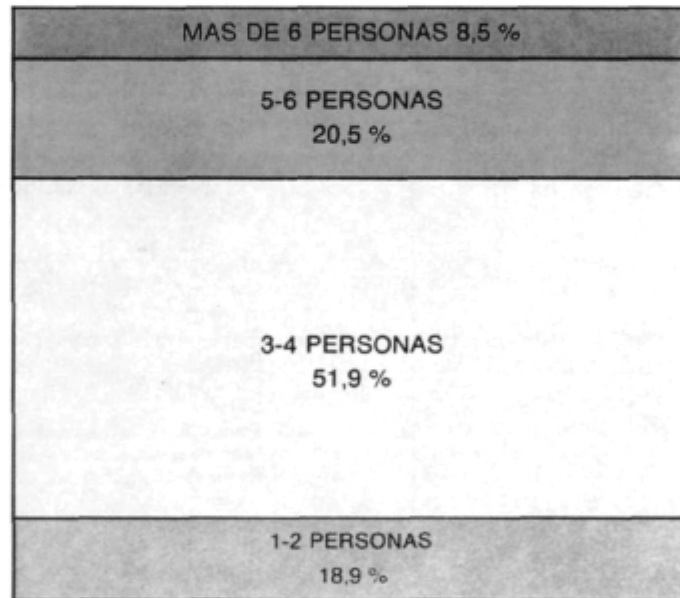 MAS DE 6 PERSONAS 8,5 %
5-6 PERSONAS
20,5 %
3-4 PERSONAS
51,9 %
1-2 PERSONAS
18,9 %